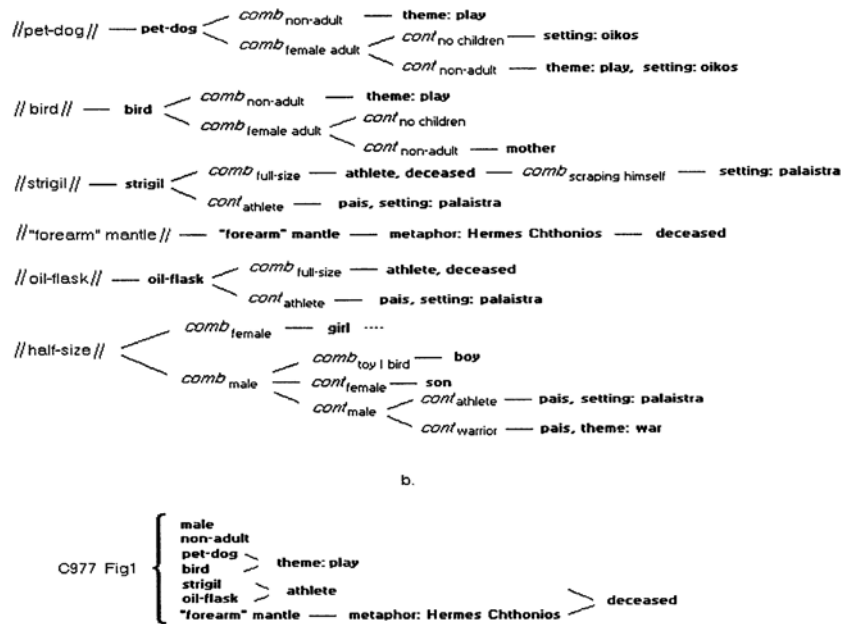 comb non-adult — theme: play
//pet-dog// — pet-dog
comb female adult
cont no children — setting: oikos
cont non-adult — theme: play, setting: oikos
comb non-adult — theme: play
//bird// — bird
comb female adult
cont no children
cont non-adult — mother
comb full-size — athlete, deceased — comb scraping himself — setting: palaistra
//strigil// — strigil
cont athlete — pais, setting: palaistra
//"forearm" mantle// — "forearm" mantle — metaphor: Hermes Chthonios — deceased
comb full-size — athlete, deceased
//oil-flask// — oil-flask
cont athlete — pais, setting: palaistra
comb female — girl ....
//half-size//
comb male
comb toy | bird — boy
cont female — son
cont male
cont athlete — pais, setting: palaistra
cont warrior — pais, theme: war
b.
C977 Fig1
male
non-adult
pet-dog
bird
theme: play
strigil
oil-flask
athlete
"forearm" mantle — metaphor: Hermes Chthonios
deceased